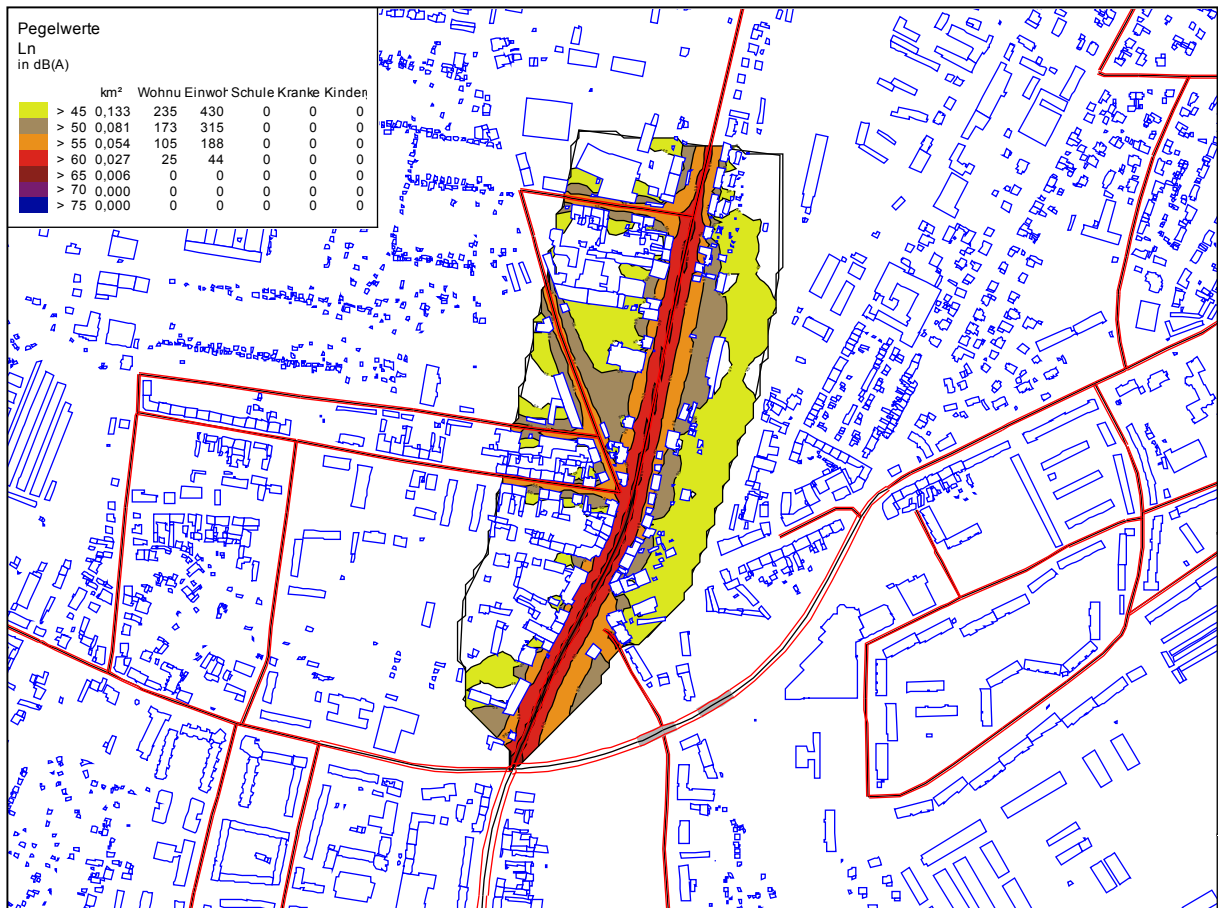 Pegelwerte
Ln
in dB(A)
km² Wohnu Einwoh Schule Kranke Kinder
> 45 0,133 235 430 0 0 0
> 50 0,081 173 315 0 0 0
> 55 0,054 105 188 0 0 0
> 60 0,027 25 44 0 0 0
> 65 0,006 0 0 0 0 0
> 70 0,000 0 0 0 0 0
> 75 0,000 0 0 0 0 0